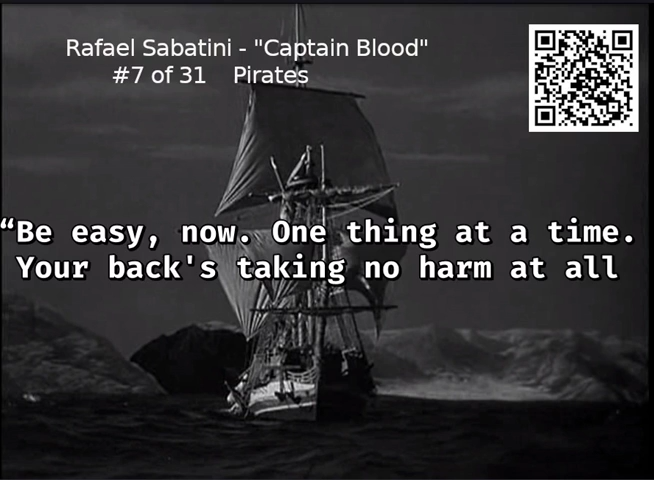 Rafael Sabatini - "Captain Blood"
#7 of 31    Pirates
“Be easy, now. One thing at a time.
Your back's taking no harm at all